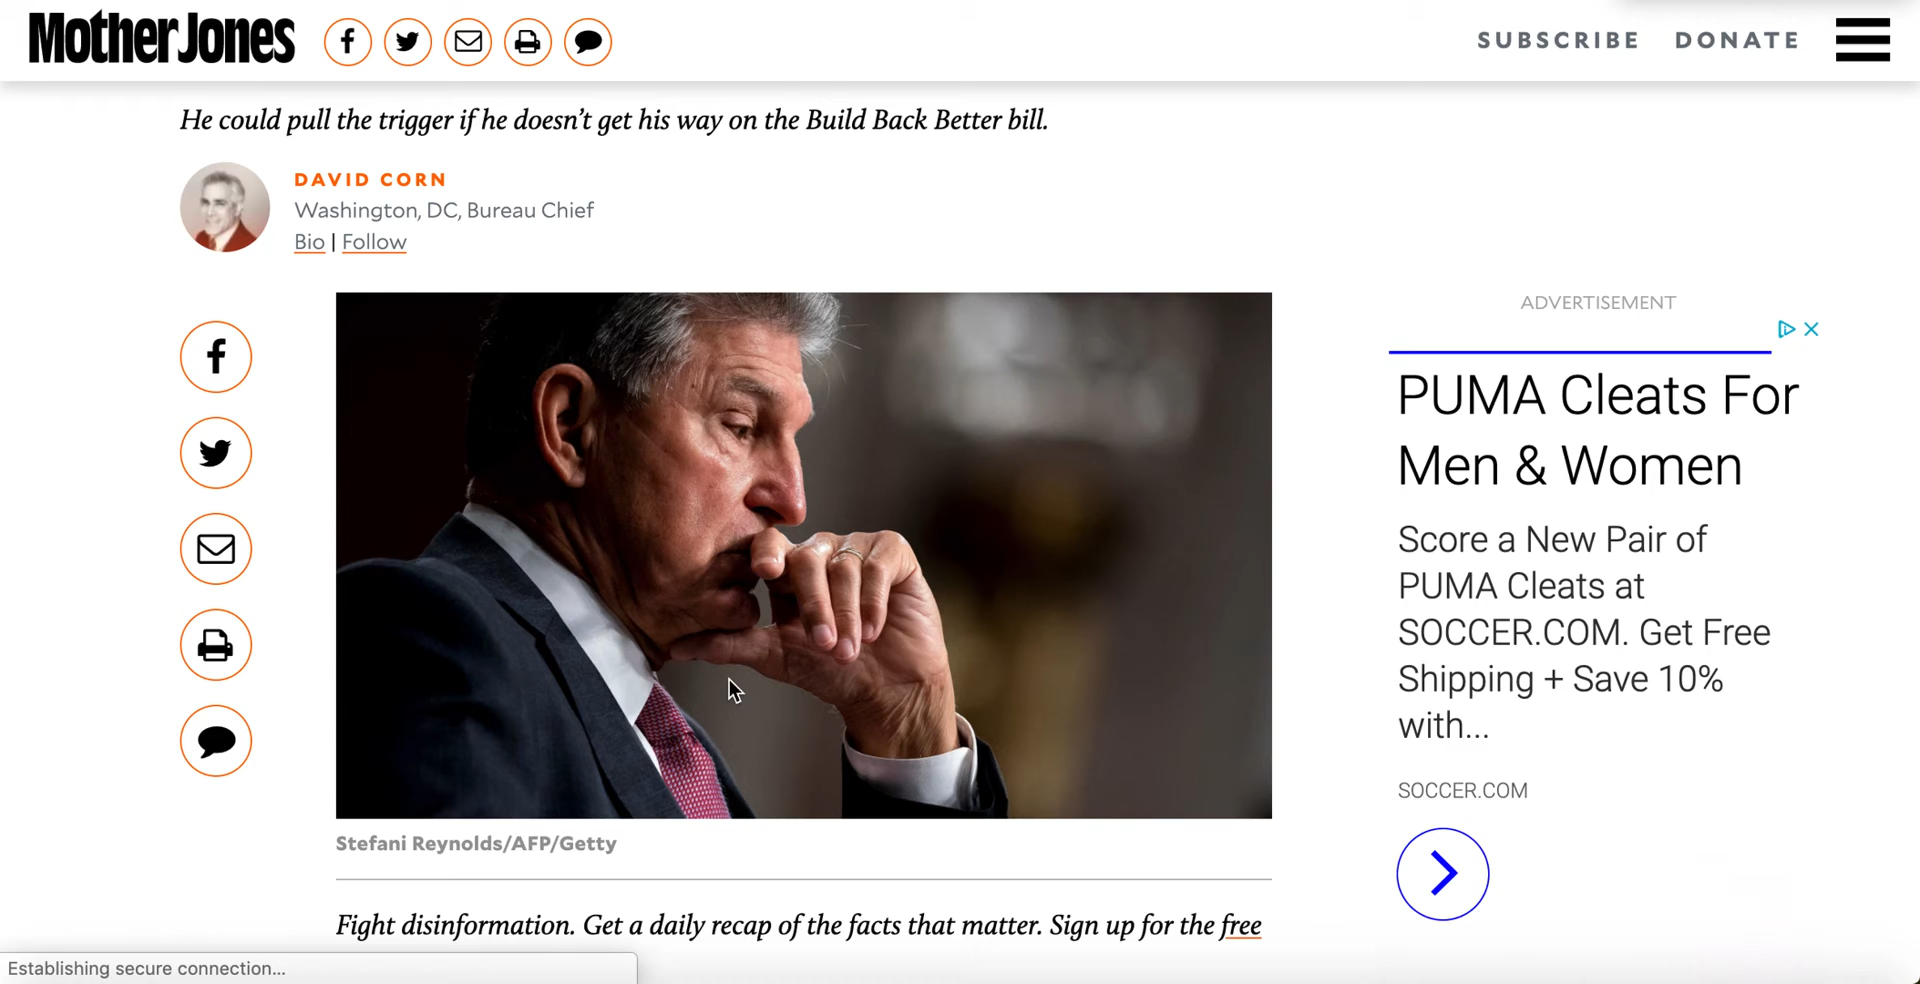 Mother Jones
SUBSCRIBE DONATE
He could pull the trigger if he doesn’t get his way on the Build Back Better bill.
DAVID CORN
Washington, DC, Bureau Chief
Bio | Follow
ADVERTISEMENT
PUMA Cleats For
Men & Women
Score a New Pair of
PUMA Cleats at
SOCCER.COM. Get Free
Shipping + Save 10%
with...
SOCCER.COM
Stefani Reynolds/AFP/Getty
Fight disinformation. Get a daily recap of the facts that matter. Sign up for the free
Establishing secure connection...